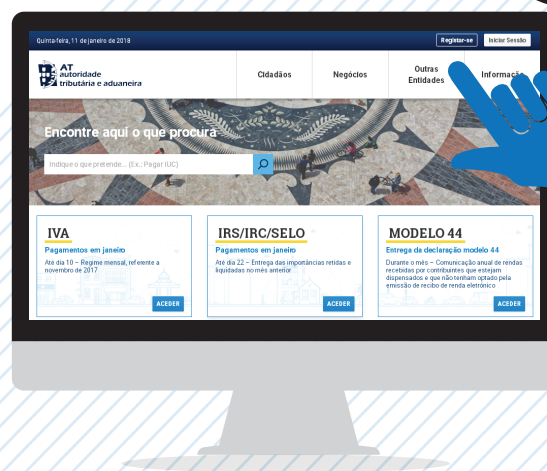 Quinta-feira, 11 de janeiro de 2018
Registar-se
Iniciar Sessão
AT
autoridade
tributária e aduaneira
Cidadãos
Negócios
Outras
Entidades
Informação
Encontre aqui o que procura
Indique o que pretende... (Ex.: Pagar IUC)
IVA
Pagamentos em janeiro
Até dia 10 – Regime mensal, referente a
novembro de 2017
ACEDER
IRS/IRC/SELO
Pagamentos em janeiro
Até dia 22 – Entrega das importâncias retidas e
liquidadas no mês anterior
ACEDER
MODELO 44
Entrega da declaração modelo 44
Durante o mês – Comunicação anual de rendas
recebidas por contribuintes que estejam
dispensados e que não tenham optado pela
emissão de recibo de renda eletrónico
ACEDER